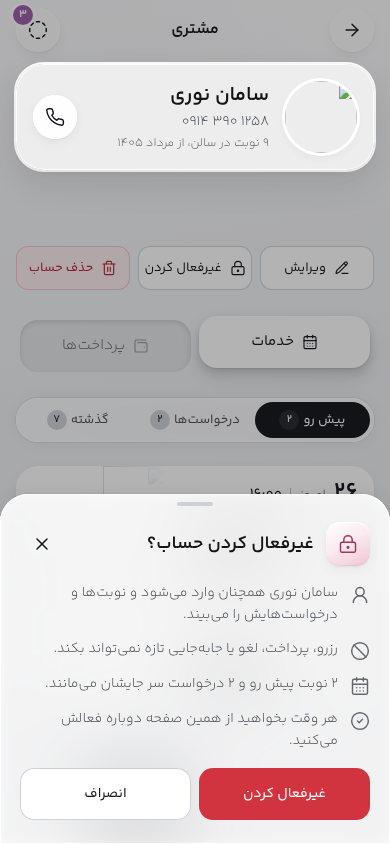 مشتری
۳
سامان نوری
۰۹۱۴ ۳۹۰ ۱۲۵۸
۹ نوبت در سالن، از مرداد ۱۴۰۵
ویرایش
غیرفعال کردن
حذف حساب
خدمات
پرداخت‌ها
پیش رو ۲
درخواست‌ها ۲
گذشته ۷
۲۶
غیرفعال کردن حساب؟
سامان نوری همچنان وارد می‌شود و نوبت‌ها و
درخواست‌هایش را می‌بیند.
رزرو، پرداخت، لغو یا جابه‌جایی تازه نمی‌تواند بکند.
۲ نوبت پیش رو و ۲ درخواست سر جایشان می‌مانند.
هر وقت بخواهید از همین صفحه دوباره فعالش
می‌کنید.
غیرفعال کردن
انصراف